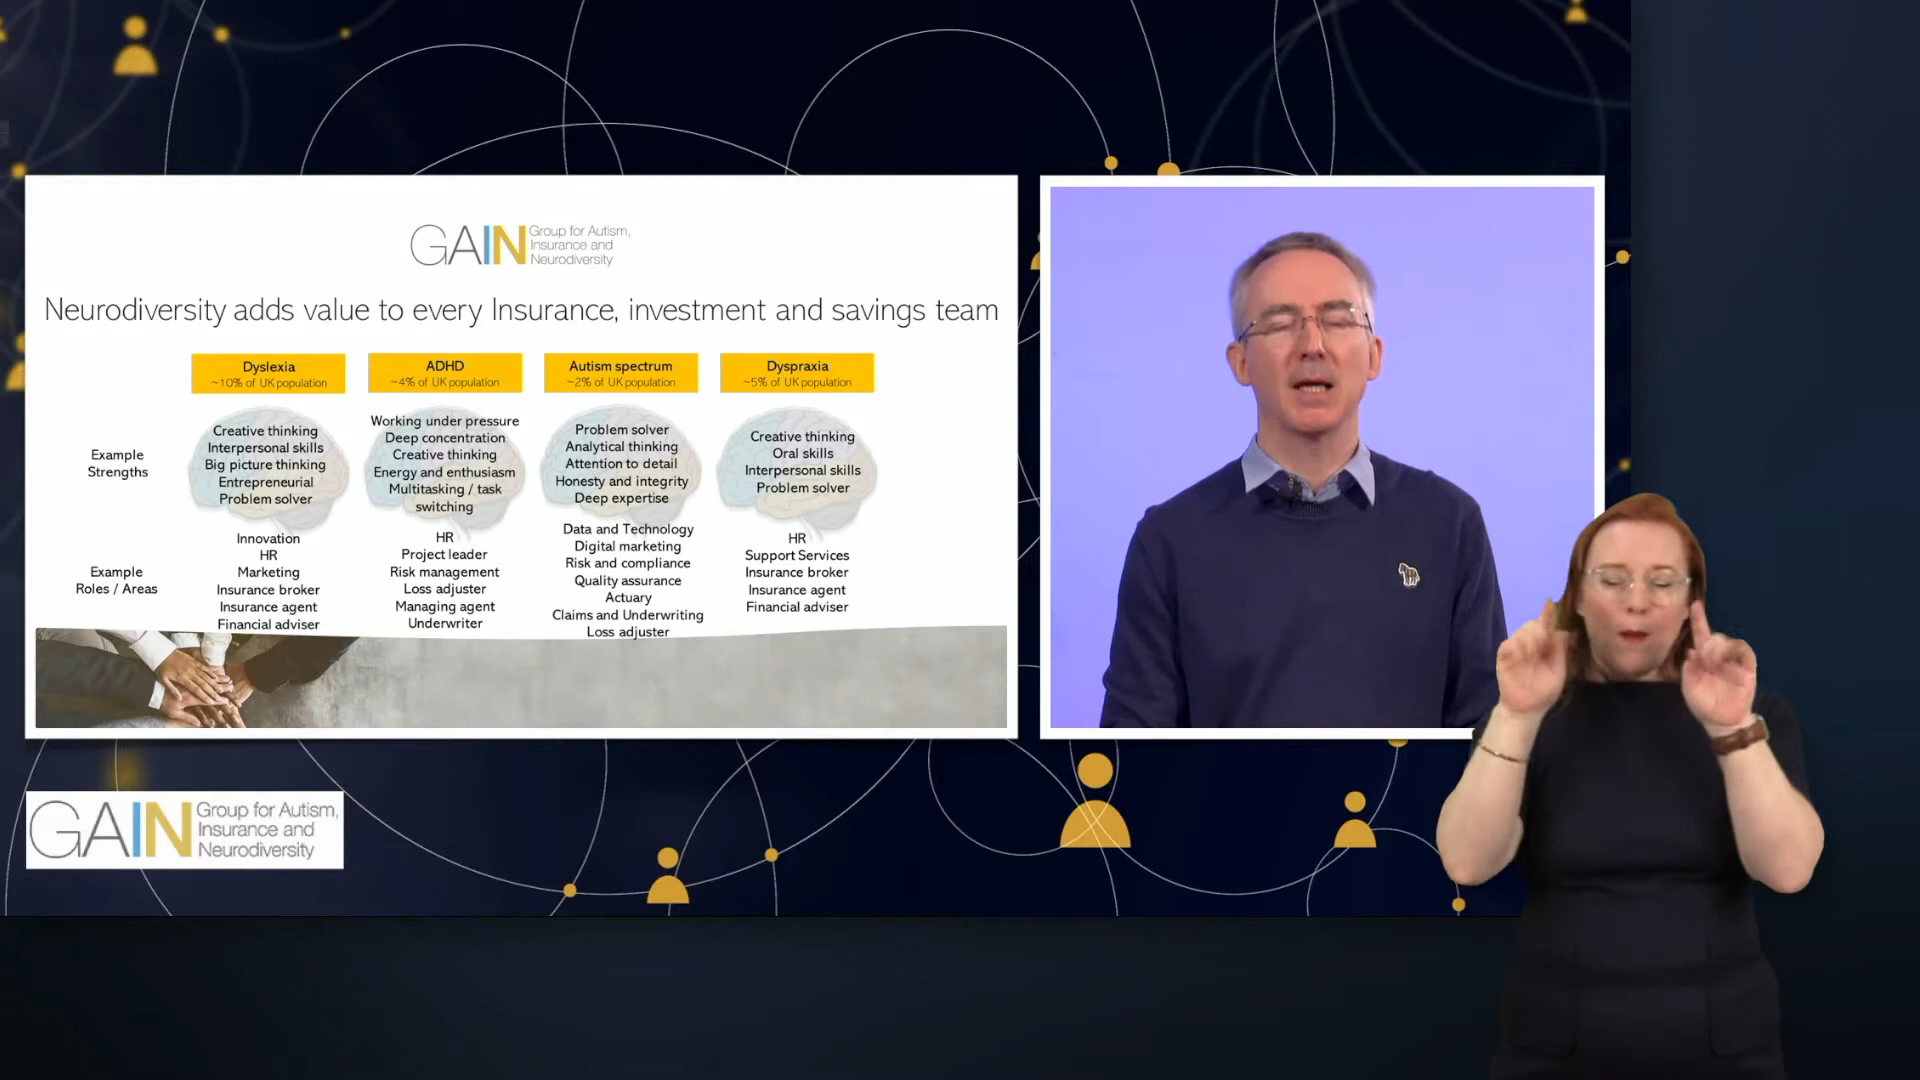 GAIN Group for Autism,
Insurance and
Neurodiversity
Neurodiversity adds value to every Insurance, investment and savings team
Dyslexia
~10% of UK population
ADHD
~4% of UK population
Autism spectrum
~2% of UK population
Dyspraxia
~5% of UK population
Example
Strengths
Creative thinking
Interpersonal skills
Big picture thinking
Entrepreneurial
Problem solver
Working under pressure
Deep concentration
Creative thinking
Energy and enthusiasm
Multitasking / task
switching
Problem solver
Analytical thinking
Attention to detail
Honesty and integrity
Deep expertise
Creative thinking
Oral skills
Interpersonal skills
Problem solver
Example
Roles / Areas
Innovation
HR
Marketing
Insurance broker
Insurance agent
Financial adviser
HR
Project leader
Risk management
Loss adjuster
Managing agent
Underwriter
Data and Technology
Digital marketing
Risk and compliance
Quality assurance
Actuary
Claims and Underwriting
Loss adjuster
HR
Support Services
Insurance broker
Insurance agent
Financial adviser
GAIN Group for Autism,
Insurance and
Neurodiversity